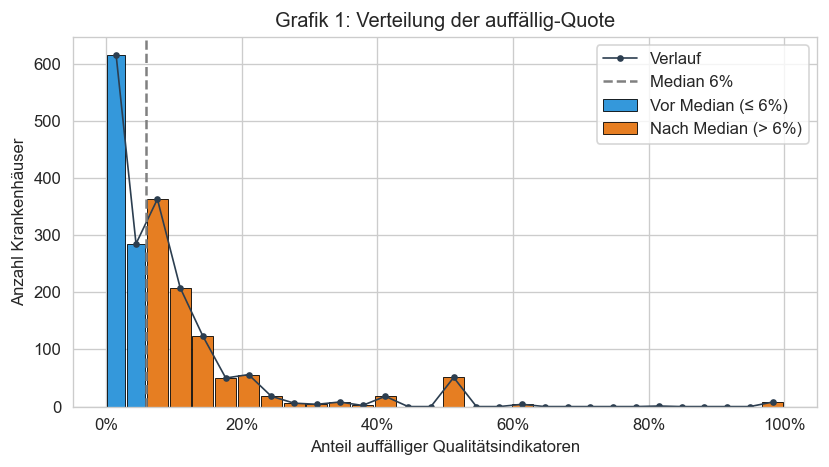 Grafik 1: Verteilung der auffällig-Quote
Verlauf
Median 6%
Vor Median (≤ 6%)
Nach Median (> 6%)
Anzahl Krankenhäuser
600
500
400
300
200
100
0
0%
20%
40%
60%
80%
100%
Anteil auffälliger Qualitätsindikatoren